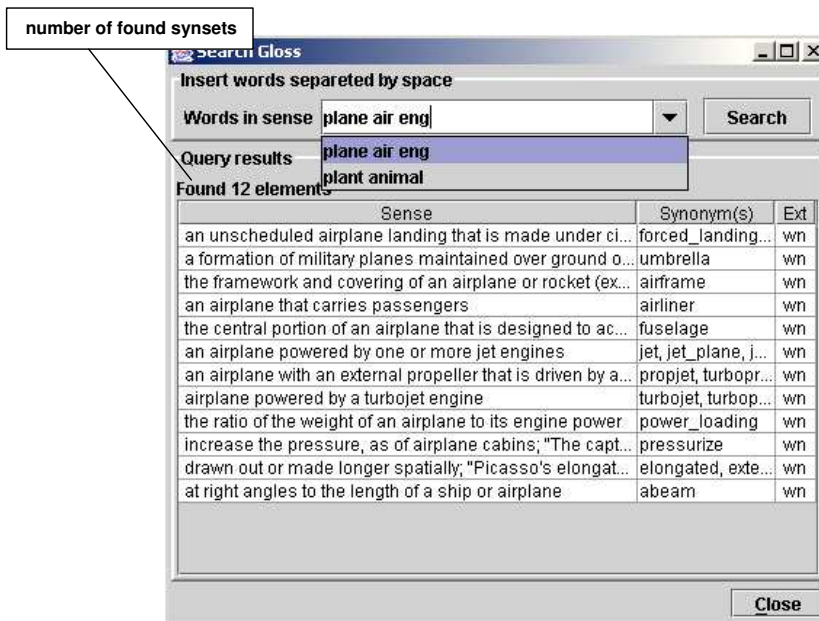 number of found synsets
Search Gloss
Insert words separeted by space
Words in sense plane air eng Search
plane air eng
plant animal
Query results
Found 12 elements
Sense Synonym(s) Ext
an unscheduled airplane landing that is made under ci... forced_landing... wn
a formation of military planes maintained over ground o... umbrella wn
the framework and covering of an airplane or rocket (ex... airframe wn
an airplane that carries passengers airliner wn
the central portion of an airplane that is designed to ac... fuselage wn
an airplane powered by one or more jet engines jet, jet_plane, j... wn
an airplane with an external propeller that is driven by a... propjet, turbopr... wn
airplane powered by a turbojet engine turbojet, turbop... wn
the ratio of the weight of an airplane to its engine power power_loading wn
increase the pressure, as of airplane cabins; "The capt... pressurize wn
drawn out or made longer spatially; "Picasso's elongat... elongated, exte... wn
at right angles to the length of a ship or airplane abeam wn
Close